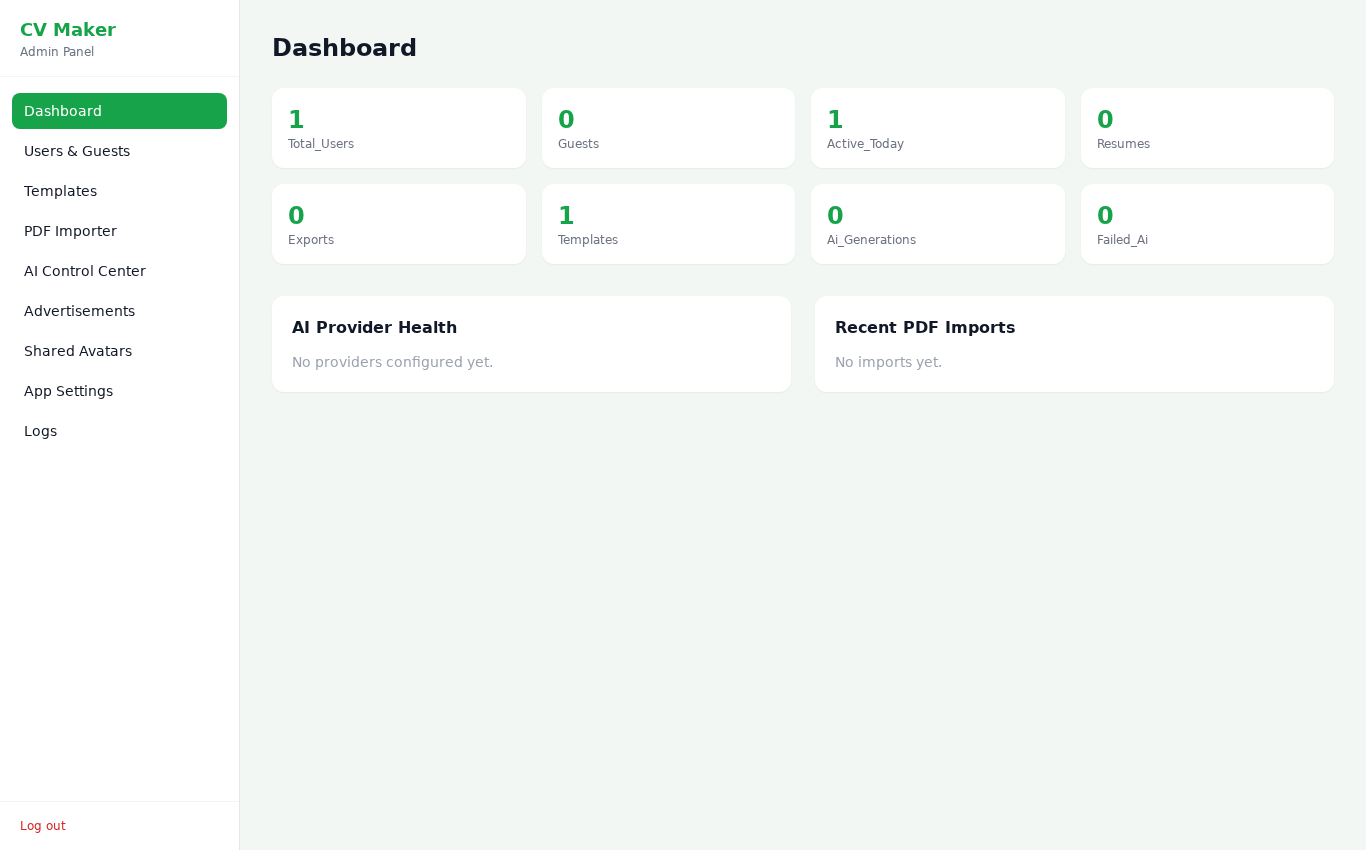 CV Maker
Admin Panel
Dashboard
Users & Guests
Templates
PDF Importer
AI Control Center
Advertisements
Shared Avatars
App Settings
Logs
Log out
Dashboard
1
Total_Users
0
Guests
1
Active_Today
0
Resumes
0
Exports
1
Templates
0
Ai_Generations
0
Failed_Ai
AI Provider Health
No providers configured yet.
Recent PDF Imports
No imports yet.